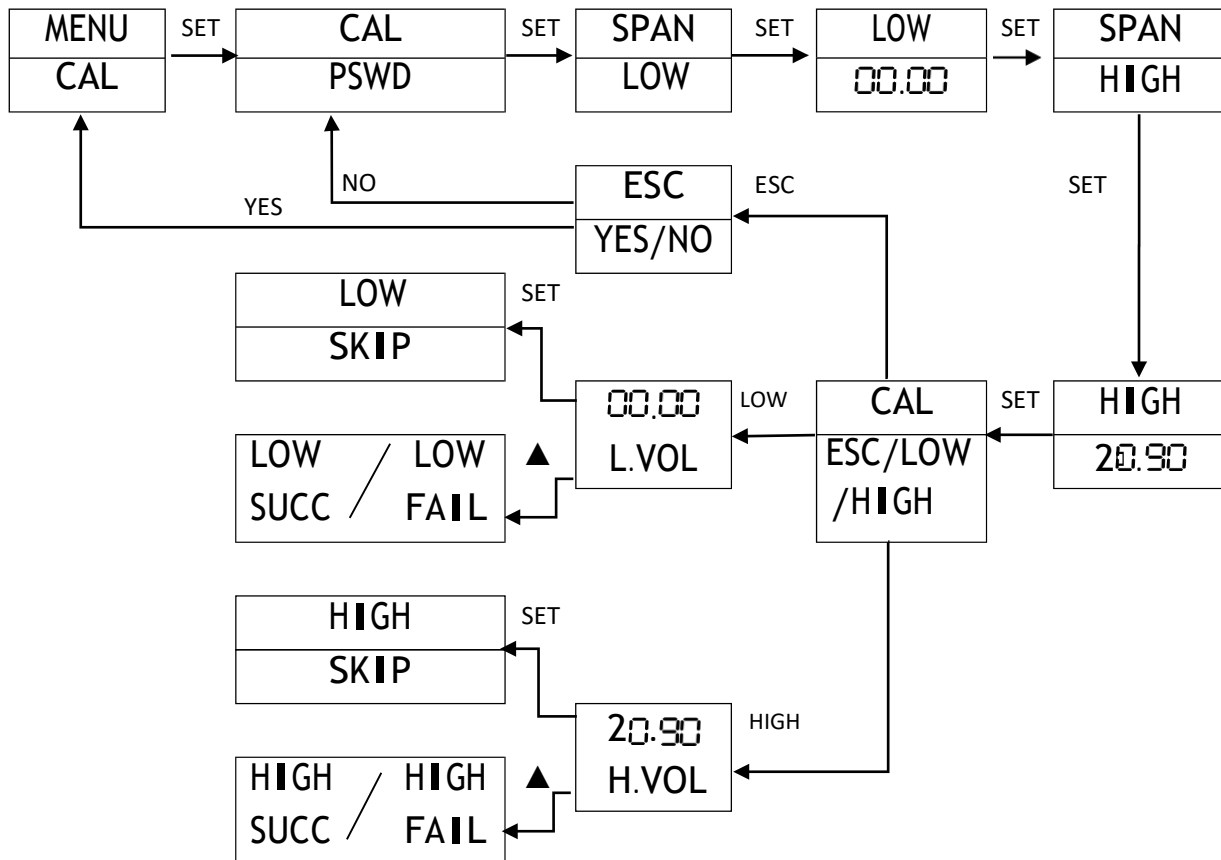 MENU
CAL
SET
CAL
PSWD
SET
SPAN
LOW
SET
LOW
00.00
SET
SPAN
HIGH
SET
ESC
YES/NO
ESC
NO
YES
LOW
SKIP
SET
00.00
L.VOL
LOW
CAL
ESC/LOW
/HIGH
SET
HIGH
20.90
LOW / LOW
SUCC FAIL
▲
HIGH
SKIP
SET
20.90
H.VOL
HIGH
HIGH / HIGH
SUCC FAIL
▲